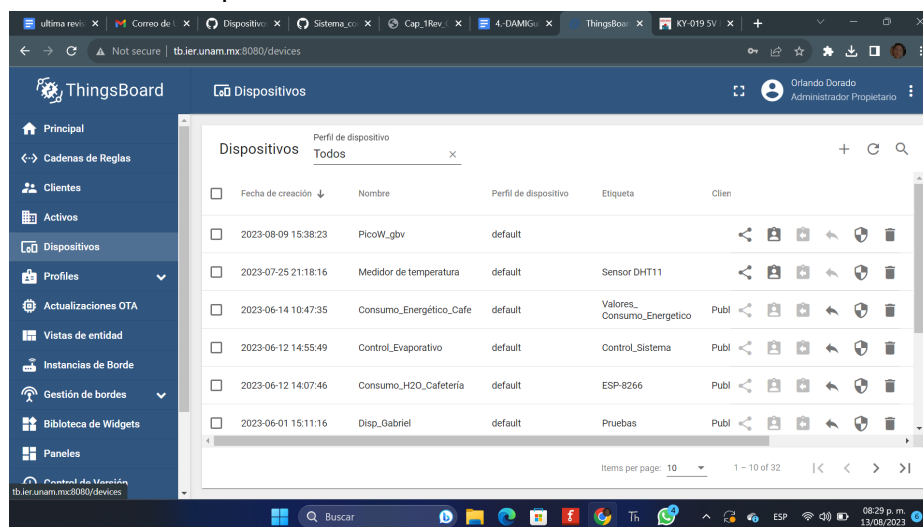 ultima revis
Correo de
Dispositivo
Sistema_co
Cap_1Rev_
4.-DAMIGu
ThingsBoar
KY-019 5V
Not secure
tb.ier.unam.mx:8080/devices
ThingsBoard
Dispositivos
Orlando Dorado
Administrador Propietario
Principal
Cadenas de Reglas
Clientes
Activos
Dispositivos
Profiles
Actualizaciones OTA
Vistas de entidad
Instancias de Borde
Gestión de bordes
Bibloteca de Widgets
Paneles
Control de Versión
tb.ier.unam.mx:8080/devices
Dispositivos
Perfil de dispositivo
Todos
Fecha de creación Nombre Perfil de dispositivo Etiqueta Clien
2023-08-09 15:38:23 PicoW_gbv default
2023-07-25 21:18:16 Medidor de temperatura default Sensor DHT11
2023-06-14 10:47:35 Consumo_Energético_Cafe default Valores_ Publ
Consumo_Energetico
2023-06-12 14:55:49 Control_Evaporativo default Control_Sistema Publ
2023-06-12 14:07:46 Consumo_H2O_Cafetería default ESP-8266 Publ
2023-06-01 15:11:16 Disp_Gabriel default Pruebas Publ
Items per page: 10 1 – 10 of 32
Buscar
ESP
08:29 p. m.
13/08/2023